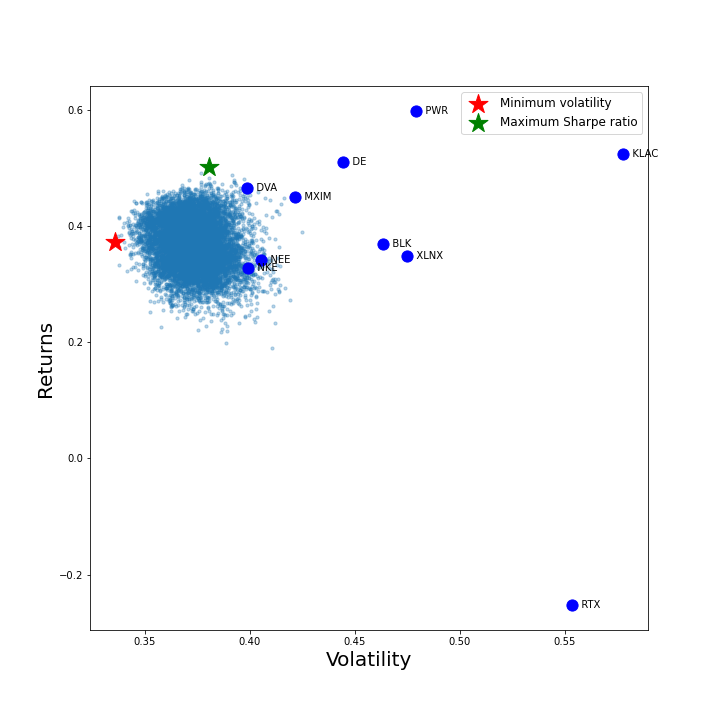 Minimum volatility
Maximum Sharpe ratio
PWR
KLAC
DE
DVA
MXIM
BLK
XLNX
NEE
NKE
RTX
0.6
0.4
0.2
0.0
−0.2
0.35
0.40
0.45
0.50
0.55
Returns
Volatility